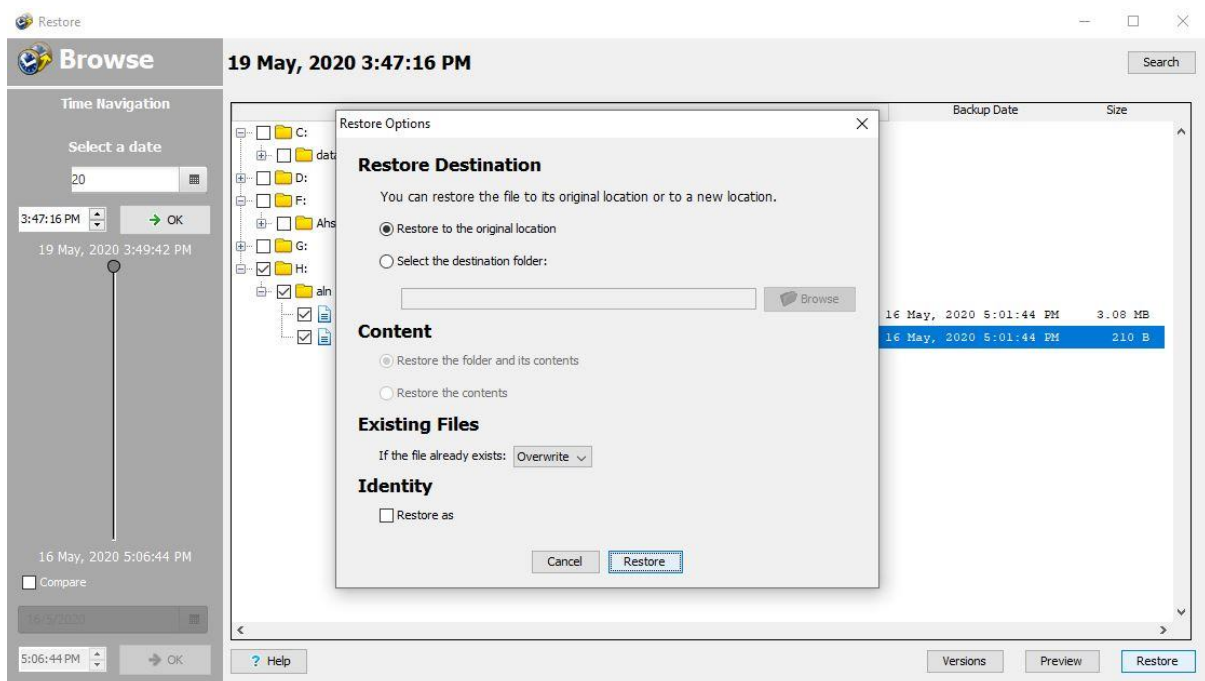 Restore
Browse
19 May, 2020 3:47:16 PM
Search
Time Navigation
Select a date
20
3:47:16 PM
OK
19 May, 2020 3:49:42 PM
16 May, 2020 5:06:44 PM
Compare
16/5/2020
5:06:44 PM
OK
Backup Date Size
C:
data
D:
F:
Ahs
G:
H:
aln
16 May, 2020 5:01:44 PM 3.08 MB
16 May, 2020 5:01:44 PM 210 B
Restore Options
Restore Destination
You can restore the file to its original location or to a new location.
Restore to the original location
Select the destination folder:
Browse
Content
Restore the folder and its contents
Restore the contents
Existing Files
If the file already exists: Overwrite
Identity
Restore as
Cancel Restore
? Help
Versions Preview Restore